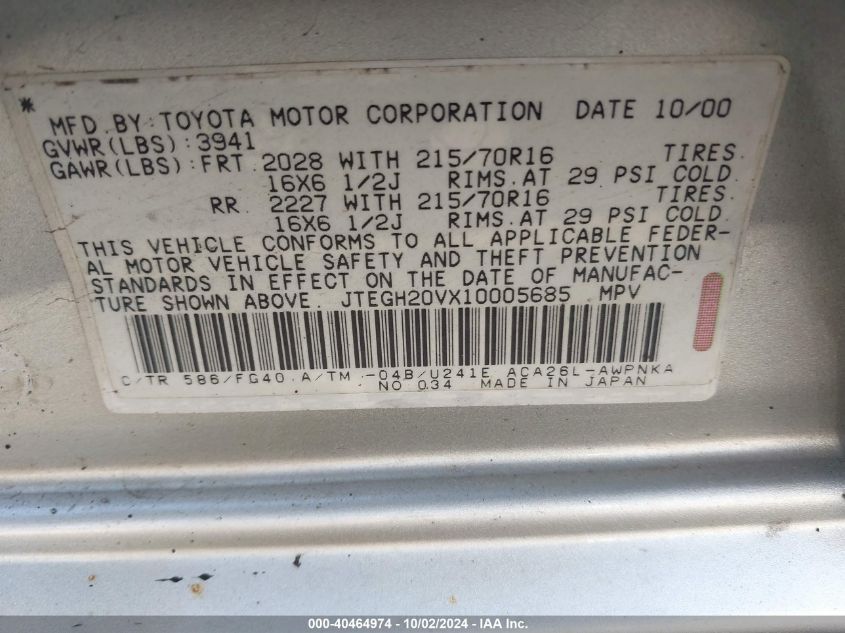 * MFD. BY: TOYOTA MOTOR CORPORATION DATE 10/00
GVWR(LBS): 3941
GAWR(LBS): FRT. 2028 WITH 215/70R16 TIRES.
16X6 1/2J RIMS. AT 29 PSI COLD.
RR. 2227 WITH 215/70R16 TIRES.
16X6 1/2J RIMS. AT 29 PSI COLD.
THIS VEHICLE CONFORMS TO ALL APPLICABLE FEDER-
AL MOTOR VEHICLE SAFETY AND THEFT PREVENTION
STANDARDS IN EFFECT ON THE DATE OF MANUFAC-
TURE SHOWN ABOVE. JTEGH20VX10005685 MPV
C/TR 586/FG40 A/TM -04B/U241E ACA26L-AWPNKA
NO 034 MADE IN JAPAN
000-40464974 - 10/02/2024 - IAA Inc.